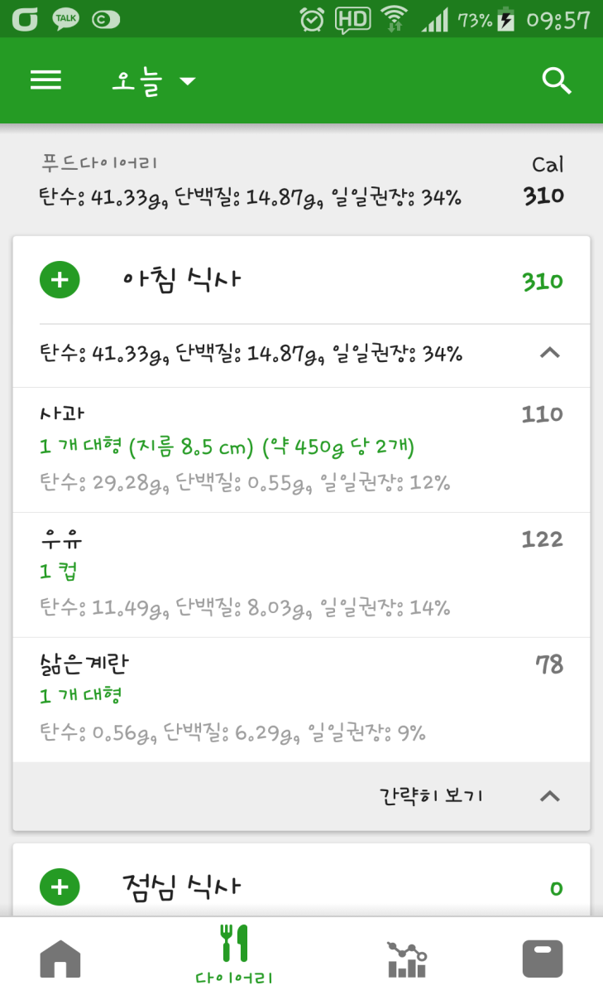 TALK HD 73% 09:57
오늘
푸드다이어리 Cal
탄수: 41.33g, 단백질: 14.87g, 일일권장: 34% 310
아침 식사 310
탄수: 41.33g, 단백질: 14.87g, 일일권장: 34%
사과 110
1 개 대형 (지름 8.5 cm) (약 450g 당 2개)
탄수: 29.28g, 단백질: 0.55g, 일일권장: 12%
우유 122
1 컵
탄수: 11.49g, 단백질: 8.03g, 일일권장: 14%
삶은계란 78
1 개 대형
탄수: 0.56g, 단백질: 6.29g, 일일권장: 9%
간략히 보기
점심 식사 0
다이어리